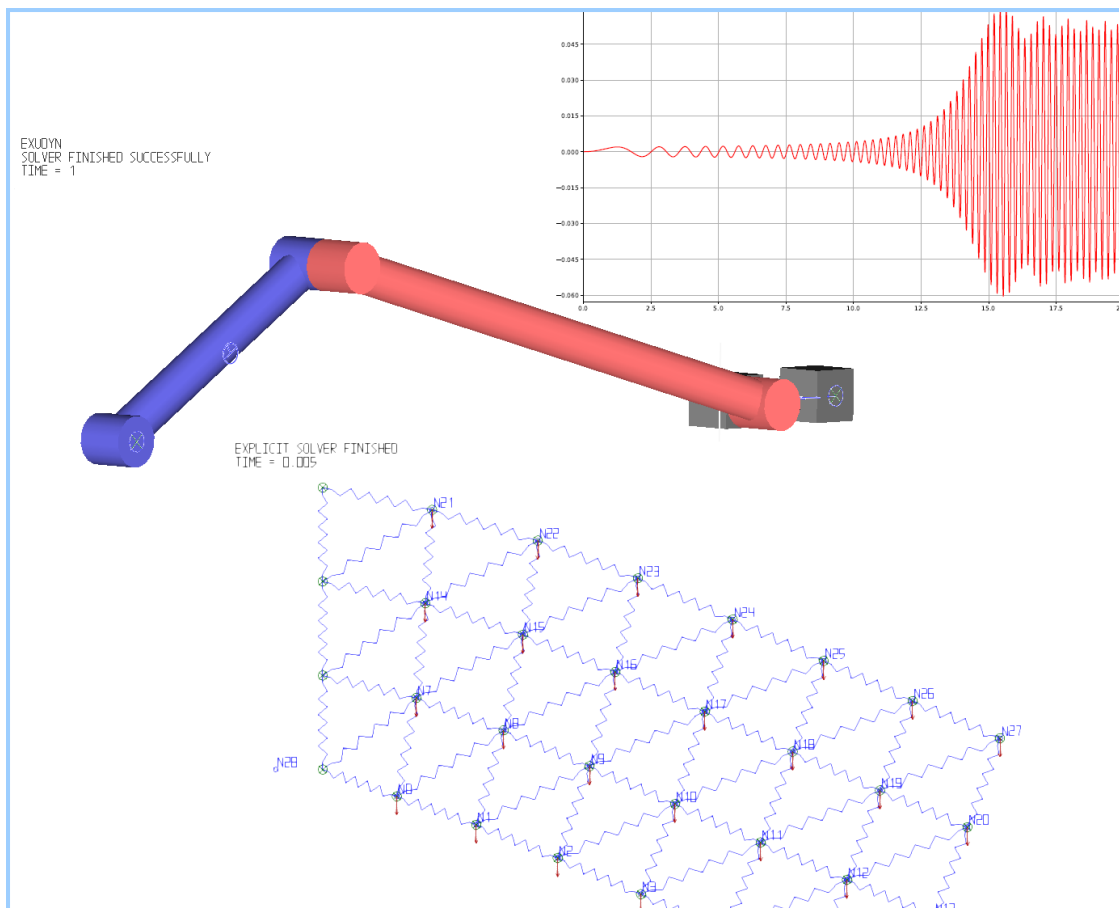 0.045
0.030
0.015
0.000
−0.015
−0.030
−0.045
−0.060
0.0 2.5 5.0 7.5 10.0 12.5 15.0 17.5
EXUDYN
SOLVER FINISHED SUCCESSFULLY
TIME = 1
EXPLICIT SOLVER FINISHED
TIME = 0.005
N21
N22
N23
N24
N25
N26
N27
N14
N15
N16
N17
N18
N19
N20
N7
N8
N9
N10
N11
N12
N28
N0
N1
N2
N3